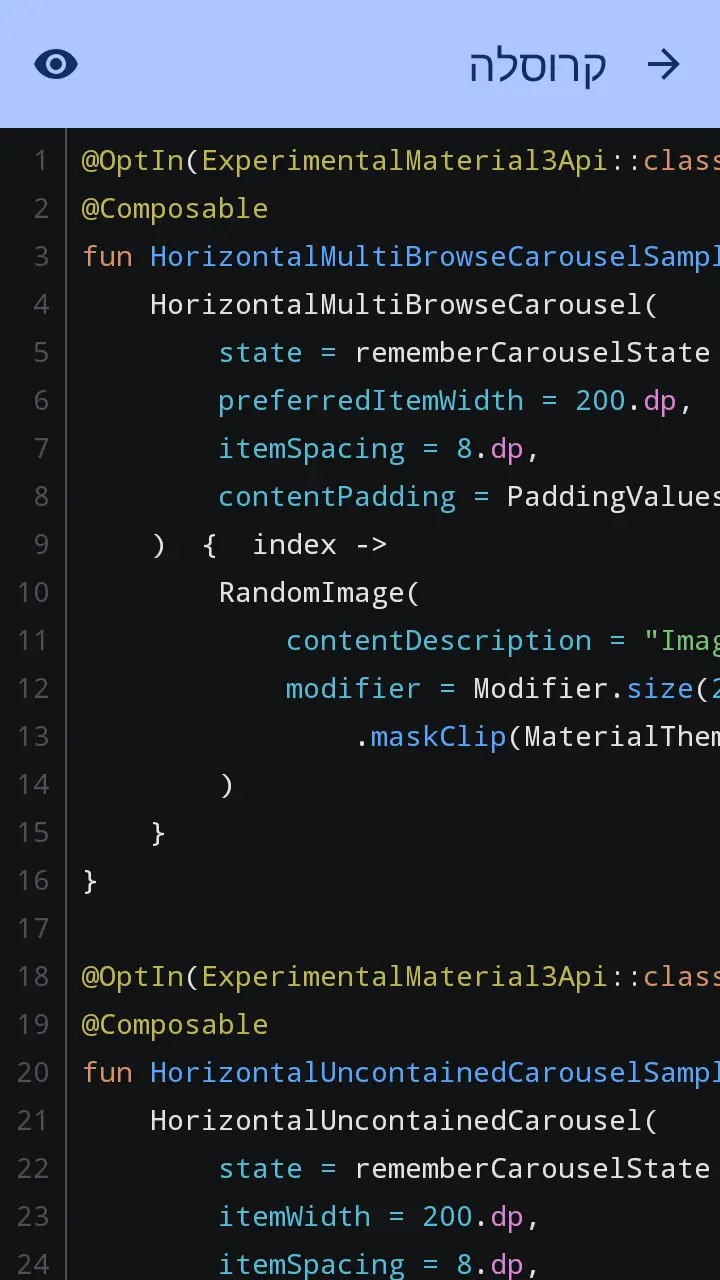 קרוסלה
1 @OptIn(ExperimentalMaterial3Api::class
2 @Composable
3 fun HorizontalMultiBrowseCarouselSampl
4 HorizontalMultiBrowseCarousel(
5 state = rememberCarouselState
6 preferredItemWidth = 200.dp,
7 itemSpacing = 8.dp,
8 contentPadding = PaddingValues
9 ) { index ->
10 RandomImage(
11 contentDescription = "Imag
12 modifier = Modifier.size(2
13 .maskClip(MaterialThem
14 )
15 }
16 }
17
18 @OptIn(ExperimentalMaterial3Api::class
19 @Composable
20 fun HorizontalUncontainedCarouselSampl
21 HorizontalUncontainedCarousel(
22 state = rememberCarouselState
23 itemWidth = 200.dp,
24 itemSpacing = 8.dp,